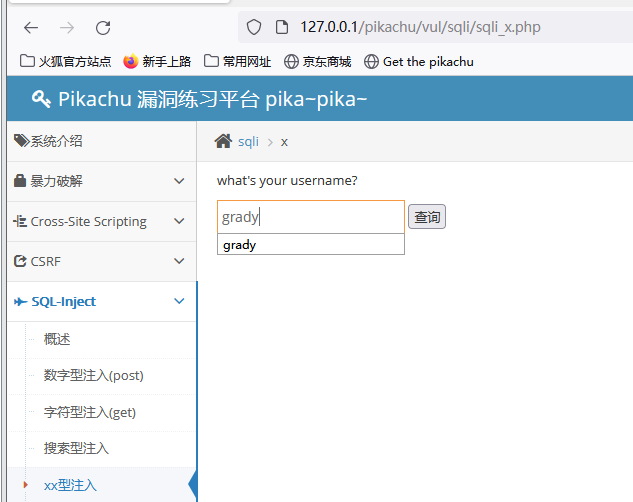 127.0.0.1/pikachu/vul/sqli/sqli_x.php
火狐官方站点 新手上路 常用网址 京东商城 Get the pikachu
Pikachu 漏洞练习平台 pika~pika~
系统介绍
暴力破解
Cross-Site Scripting
CSRF
SQL-Inject
概述
数字型注入(post)
字符型注入(get)
搜索型注入
xx型注入
sqli > x
what's your username?
grady 查询
grady